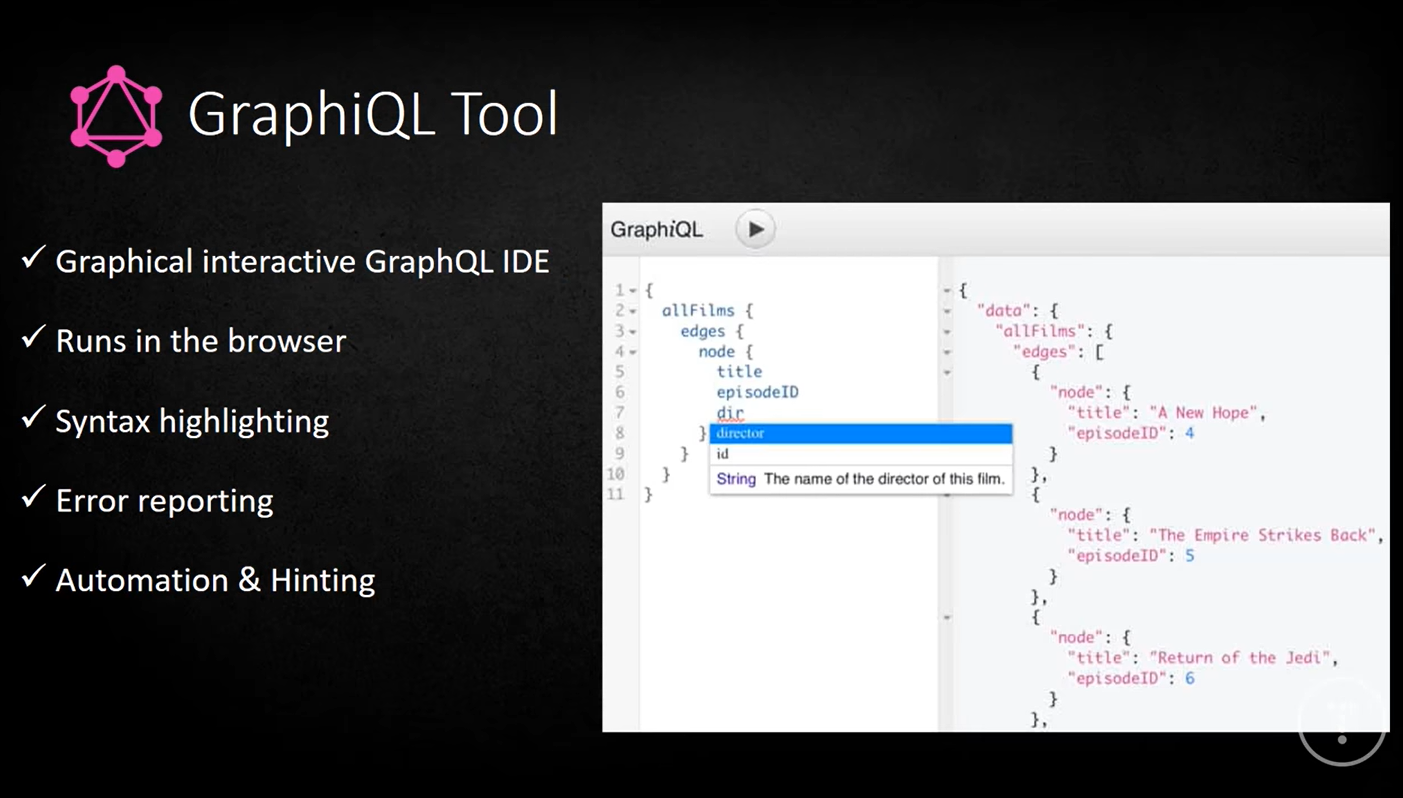 GraphiQL Tool
✓ Graphical interactive GraphQL IDE
✓ Runs in the browser
✓ Syntax highlighting
✓ Error reporting
✓ Automation & Hinting
GraphiQL
1 {
2 allFilms {
3 edges {
4 node {
5 title
6 episodeID
7 dir
8 }
9 }
10 }
11 }
director
id
String The name of the director of this film.
{
"data": {
"allFilms": {
"edges": [
{
"node": {
"title": "A New Hope",
"episodeID": 4
}
},
{
"node": {
"title": "The Empire Strikes Back",
"episodeID": 5
}
},
{
"node": {
"title": "Return of the Jedi",
"episodeID": 6
}
},